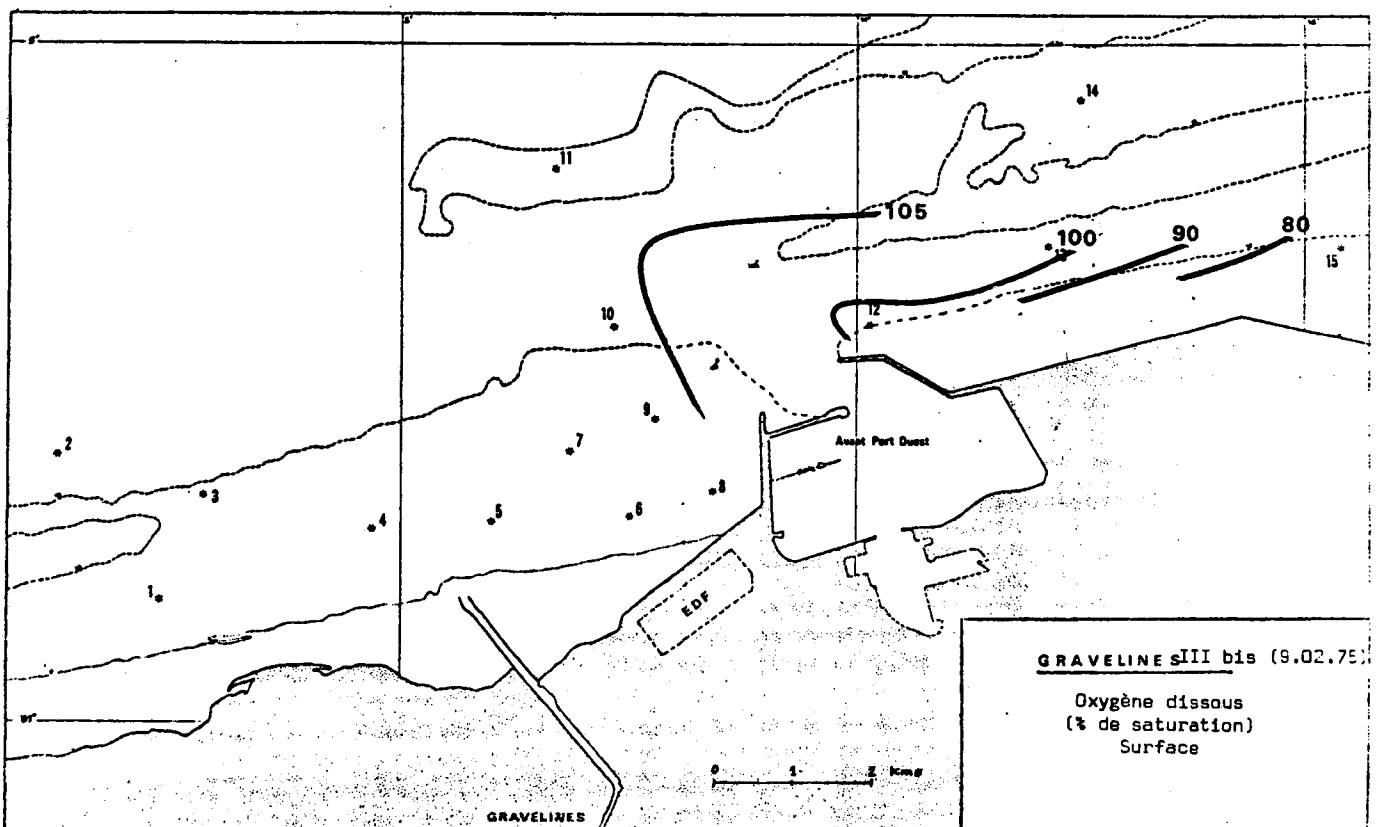 14
11
105
100
90
80
13
15
10
12
9
Avant Port Ouest
2
7
3
8
4
5
6
1
EDF
GRAVELINES III bis (9.02.75)
Oxygène dissous
(% de saturation)
Surface
0 1 2 kms
GRAVELINES